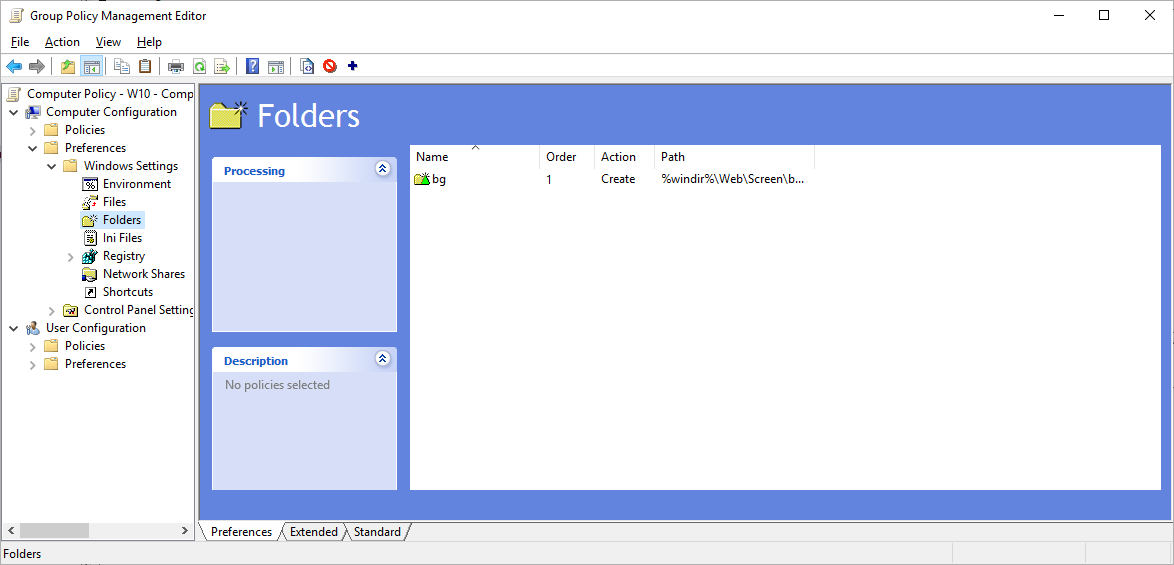 Group Policy Management Editor
File Action View Help
Computer Policy - W10 - Comp
Computer Configuration
Policies
Preferences
Windows Settings
Environment
Files
Folders
Ini Files
Registry
Network Shares
Shortcuts
Control Panel Setting
User Configuration
Policies
Preferences
Folders
Processing
Description
No policies selected
Name Order Action Path
bg 1 Create %windir%\Web\Screen\b...
Preferences Extended Standard
Folders